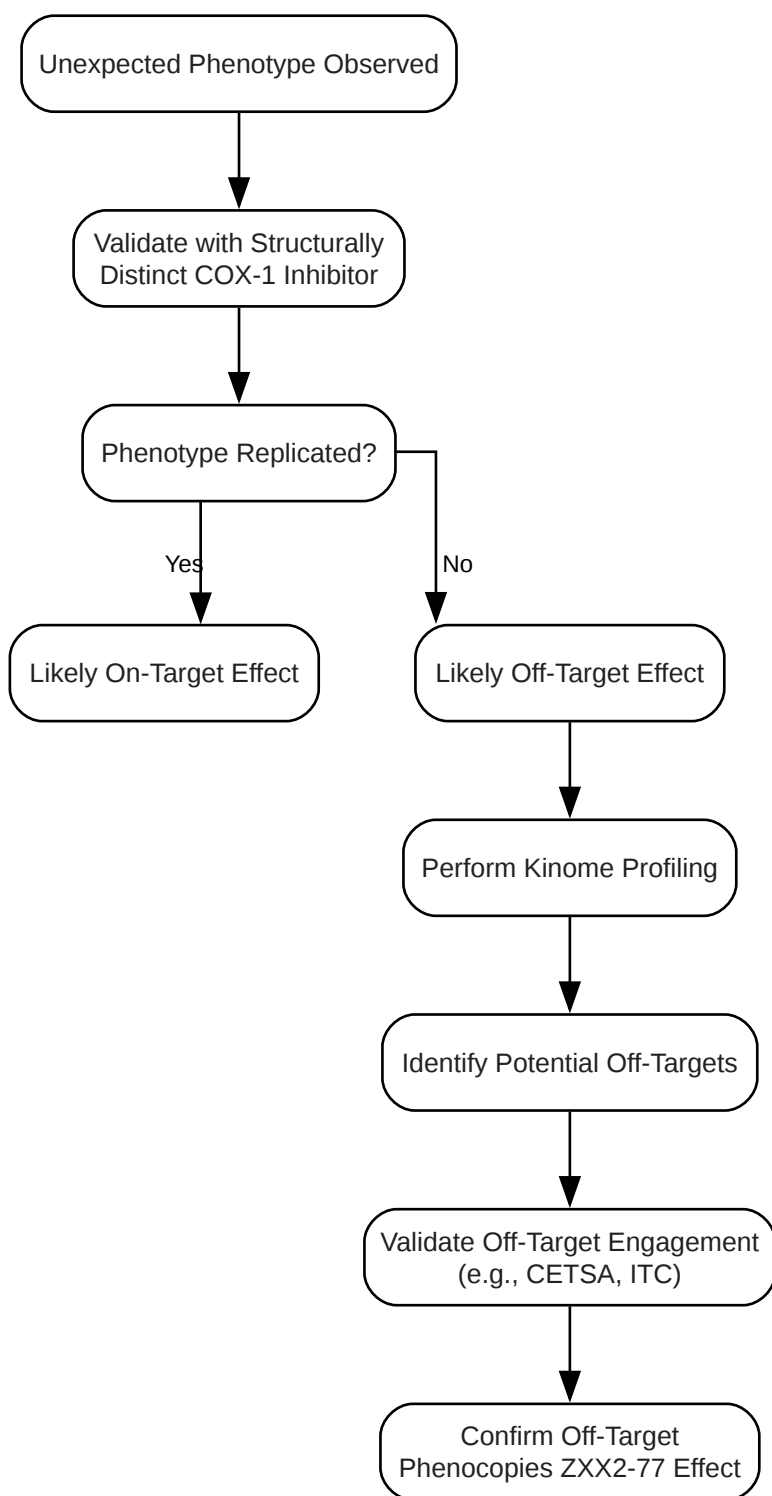 Unexpected Phenotype Observed
Validate with Structurally
Distinct COX-1 Inhibitor
Phenotype Replicated?
Yes
No
Likely On-Target Effect
Likely Off-Target Effect
Perform Kinome Profiling
Identify Potential Off-Targets
Validate Off-Target Engagement
(e.g., CETSA, ITC)
Confirm Off-Target
Phenocopies ZXX2-77 Effect